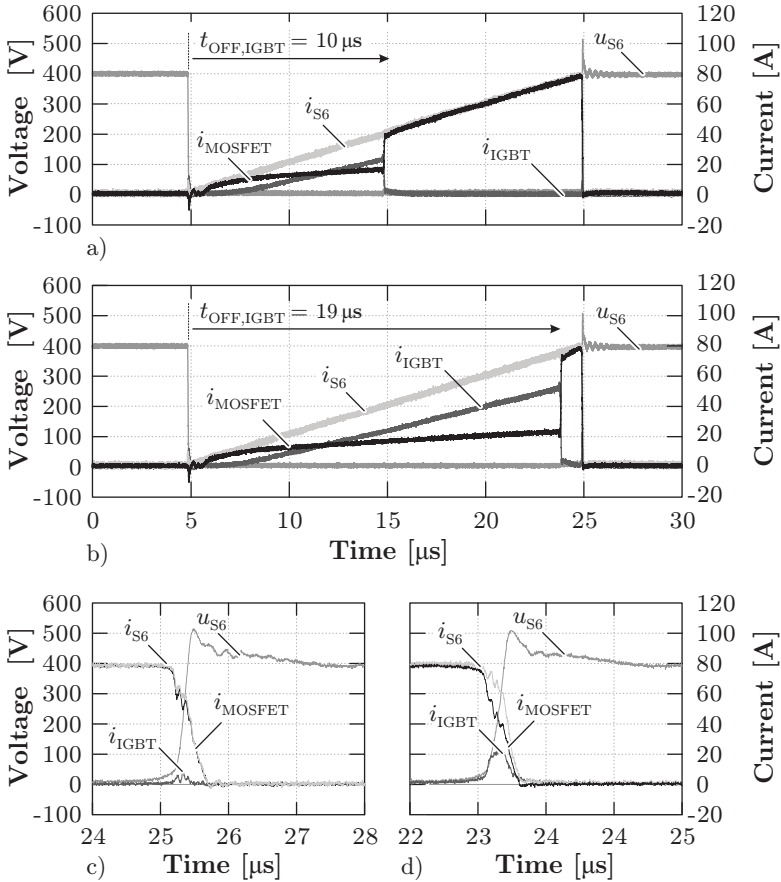 600 500 400 300 200 100 0 -100
Voltage [V]
t_OFF,IGBT = 10 μs
i_S6
i_MOSFET
i_IGBT
u_S6
120 100 80 60 40 20 0 -20
Current [A]
a)
600 500 400 300 200 100 0 -100
Voltage [V]
t_OFF,IGBT = 19 μs
i_S6
i_MOSFET
i_IGBT
u_S6
120 100 80 60 40 20 0 -20
Current [A]
0 5 10 15 20 25 30
b) Time [μs]
600 500 400 300 200 100 0 -100
Voltage [V]
i_S6
u_S6
i_MOSFET
i_IGBT
24 25 26 27 28
c) Time [μs]
i_S6
u_S6
i_IGBT
i_MOSFET
120 100 80 60 40 20 0 -20
Current [A]
22 23 24 24 25
d) Time [μs]